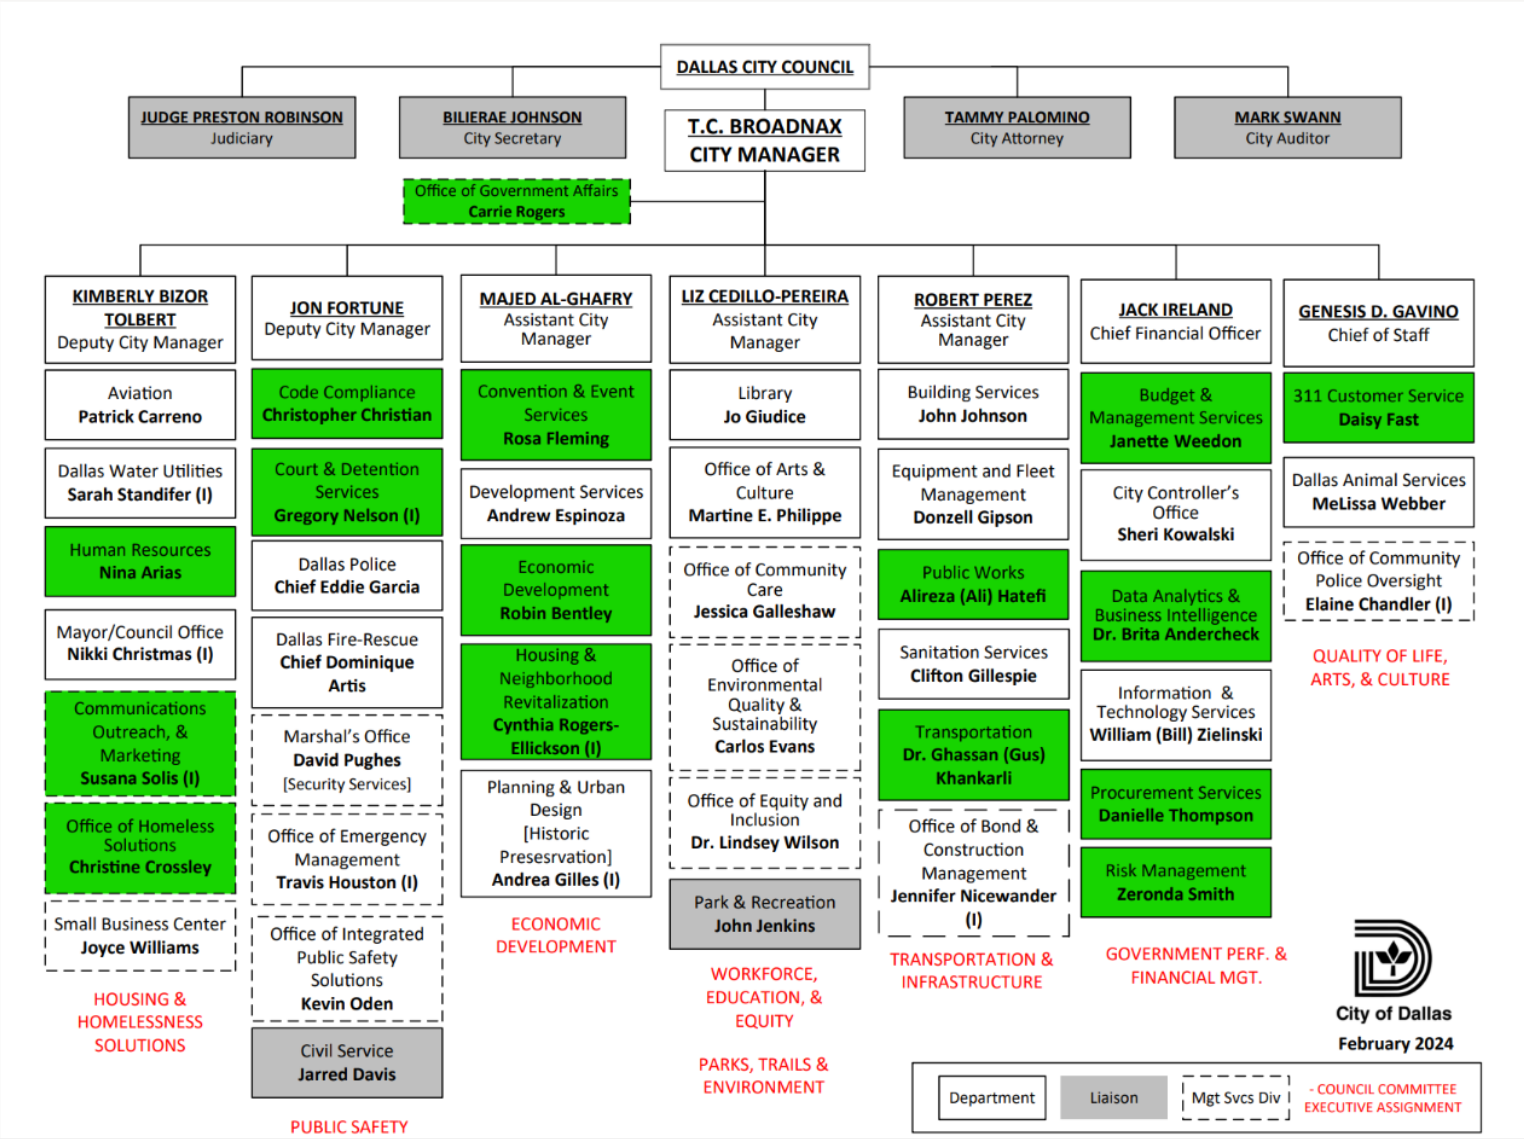 DALLAS CITY COUNCIL
JUDGE PRESTON ROBINSON
Judiciary
BILIERAE JOHNSON
City Secretary
T.C. BROADNAX
CITY MANAGER
TAMMY PALOMINO
City Attorney
MARK SWANN
City Auditor
Office of Government Affairs
Carrie Rogers
KIMBERLY BIZOR
TOLBERT
Deputy City Manager
Aviation
Patrick Carreno
Dallas Water Utilities
Sarah Standifer (I)
Human Resources
Nina Arias
Mayor/Council Office
Nikki Christmas (I)
Communications
Outreach, &
Marketing
Susana Solis (I)
Office of Homeless
Solutions
Christine Crossley
Small Business Center
Joyce Williams
HOUSING &
HOMELESSNESS
SOLUTIONS
JON FORTUNE
Deputy City Manager
Code Compliance
Christopher Christian
Court & Detention
Services
Gregory Nelson (I)
Dallas Police
Chief Eddie Garcia
Dallas Fire-Rescue
Chief Dominique
Artis
Marshal's Office
David Pughes
[Security Services]
Office of Emergency
Management
Travis Houston (I)
Office of Integrated
Public Safety
Solutions
Kevin Oden
Civil Service
Jarred Davis
PUBLIC SAFETY
MAJED AL-GHAFRY
Assistant City
Manager
Convention & Event
Services
Rosa Fleming
Development Services
Andrew Espinoza
Economic
Development
Robin Bentley
Housing &
Neighborhood
Revitalization
Cynthia Rogers-
Ellickson (I)
Planning & Urban
Design
[Historic
Presesrvation]
Andrea Gilles (I)
ECONOMIC
DEVELOPMENT
LIZ CEDILLO-PEREIRA
Assistant City
Manager
Library
Jo Giudice
Office of Arts &
Culture
Martine E. Philippe
Office of Community
Care
Jessica Galleshaw
Office of
Environmental
Quality &
Sustainability
Carlos Evans
Office of Equity and
Inclusion
Dr. Lindsey Wilson
Park & Recreation
John Jenkins
WORKFORCE,
EDUCATION, &
EQUITY
PARKS, TRAILS &
ENVIRONMENT
ROBERT PEREZ
Assistant City
Manager
Building Services
John Johnson
Equipment and Fleet
Management
Donzell Gipson
Public Works
Alireza (Ali) Hatefi
Sanitation Services
Clifton Gillespie
Transportation
Dr. Ghassan (Gus)
Khankarli
Office of Bond &
Construction
Management
Jennifer Nicewander
(I)
TRANSPORTATION &
INFRASTRUCTURE
JACK IRELAND
Chief Financial Officer
Budget &
Management Services
Janette Weedon
City Controller's
Office
Sheri Kowalski
Data Analytics &
Business Intelligence
Dr. Brita Andercheck
Information &
Technology Services
William (Bill) Zielinski
Procurement Services
Danielle Thompson
Risk Management
Zeronda Smith
GOVERNMENT PERF. &
FINANCIAL MGT.
GENESIS D. GAVINO
Chief of Staff
311 Customer Service
Daisy Fast
Dallas Animal Services
MeLissa Webber
Office of Community
Police Oversight
Elaine Chandler (I)
QUALITY OF LIFE,
ARTS, & CULTURE
City of Dallas
February 2024
Department
Liaison
Mgt Svcs Div
- COUNCIL COMMITTEE
EXECUTIVE ASSIGNMENT